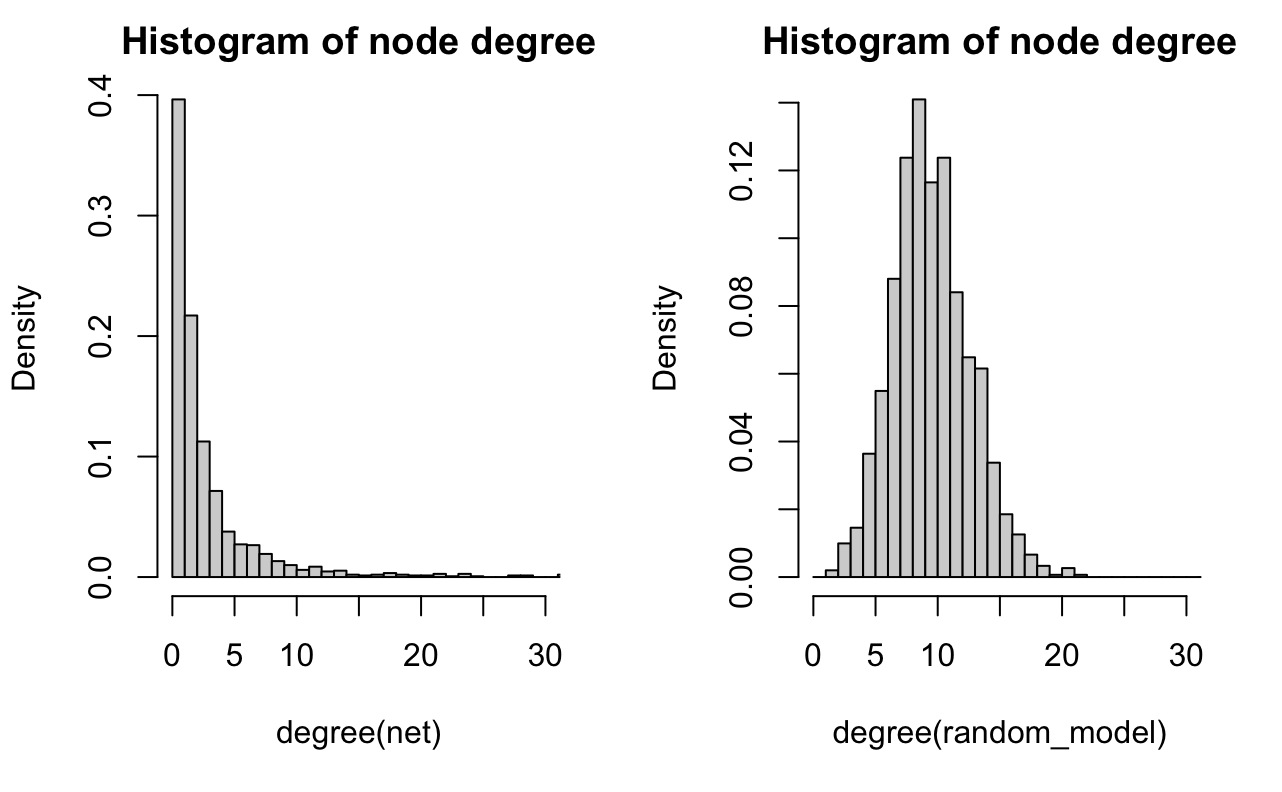 Histogram of node degree
Density
0.4
0.3
0.2
0.1
0.0
0 5 10 20 30
degree(net)
Histogram of node degree
Density
0.12
0.08
0.04
0.00
0 5 10 20 30
degree(random_model)